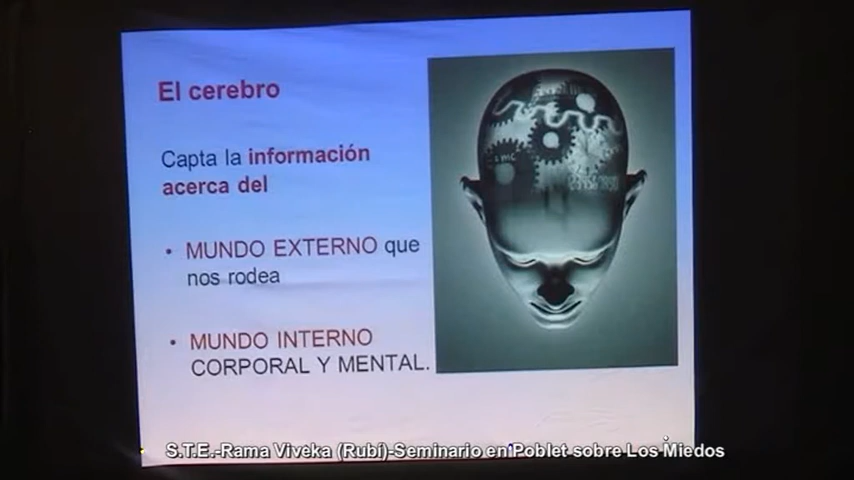 El cerebro
Capta la información
acerca del
• MUNDO EXTERNO que
nos rodea
• MUNDO INTERNO
CORPORAL Y MENTAL.
S.T.E.-Rama Viveka (Rubí)-Seminario en Poblet sobre Los Miedos